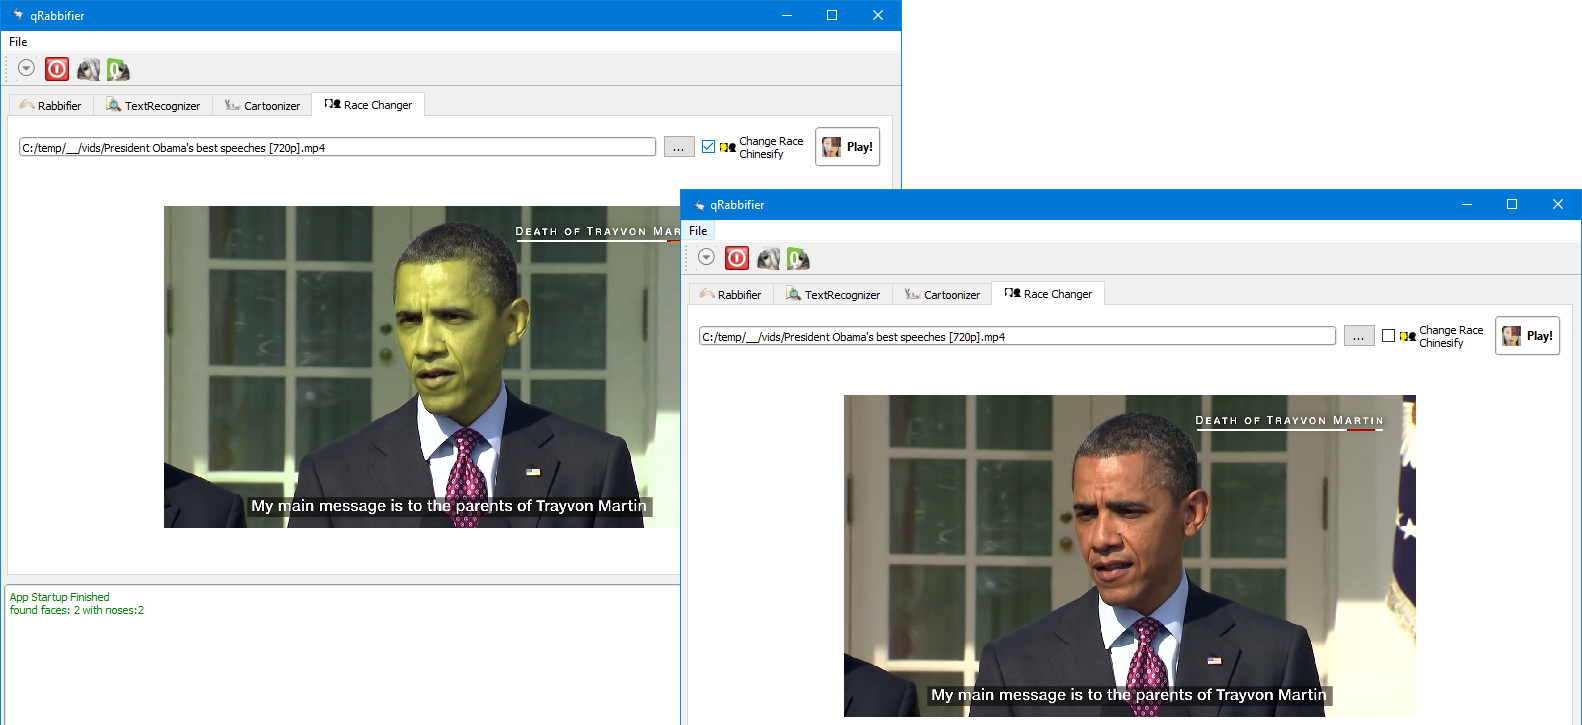 qRabbifier
File
Rabbifier
TextRecognizer
Cartoonizer
Race Changer
C:/temp/__/vids/President Obama's best speeches [720p].mp4
...
Change Race
Chinesify
Play!
DEATH OF TRAYVON MAR
My main message is to the parents of Trayvon Martin
App Startup Finished
found faces: 2 with noses:2
qRabbifier
File
Rabbifier
TextRecognizer
Cartoonizer
Race Changer
C:/temp/__/vids/President Obama's best speeches [720p].mp4
...
Change Race
Chinesify
Play!
DEATH OF TRAYVON MARTIN
My main message is to the parents of Trayvon Martin